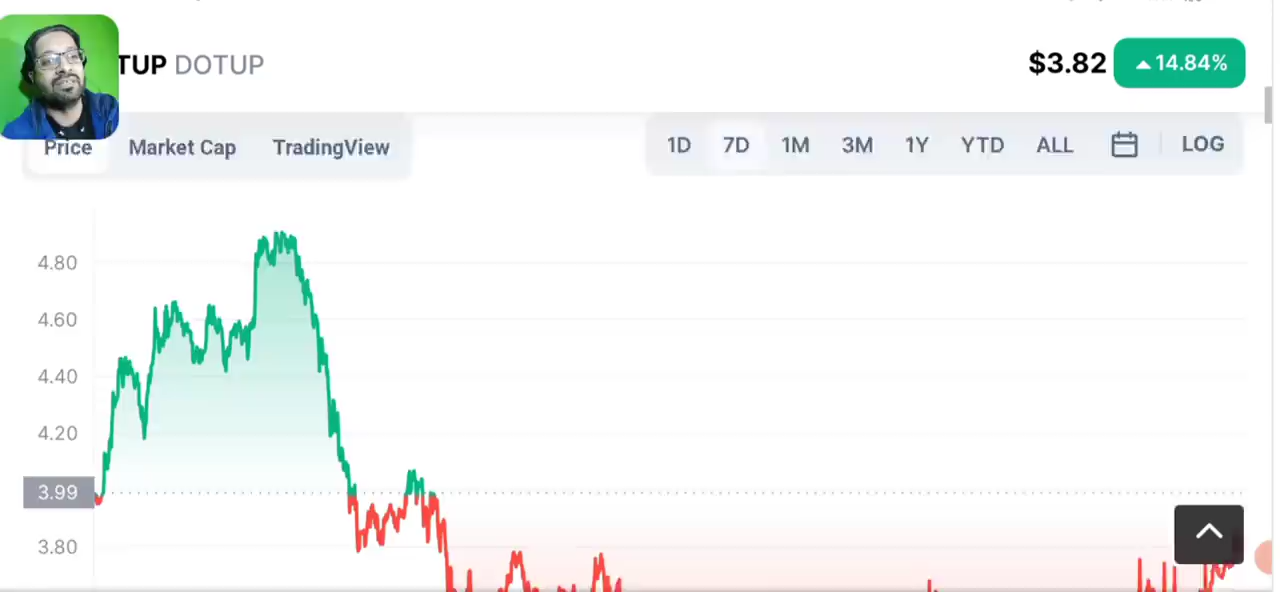 TUP DOTUP
$3.82 14.84%
Price Market Cap TradingView
1D 7D 1M 3M 1Y YTD ALL LOG
4.80
4.60
4.40
4.20
3.99
3.80